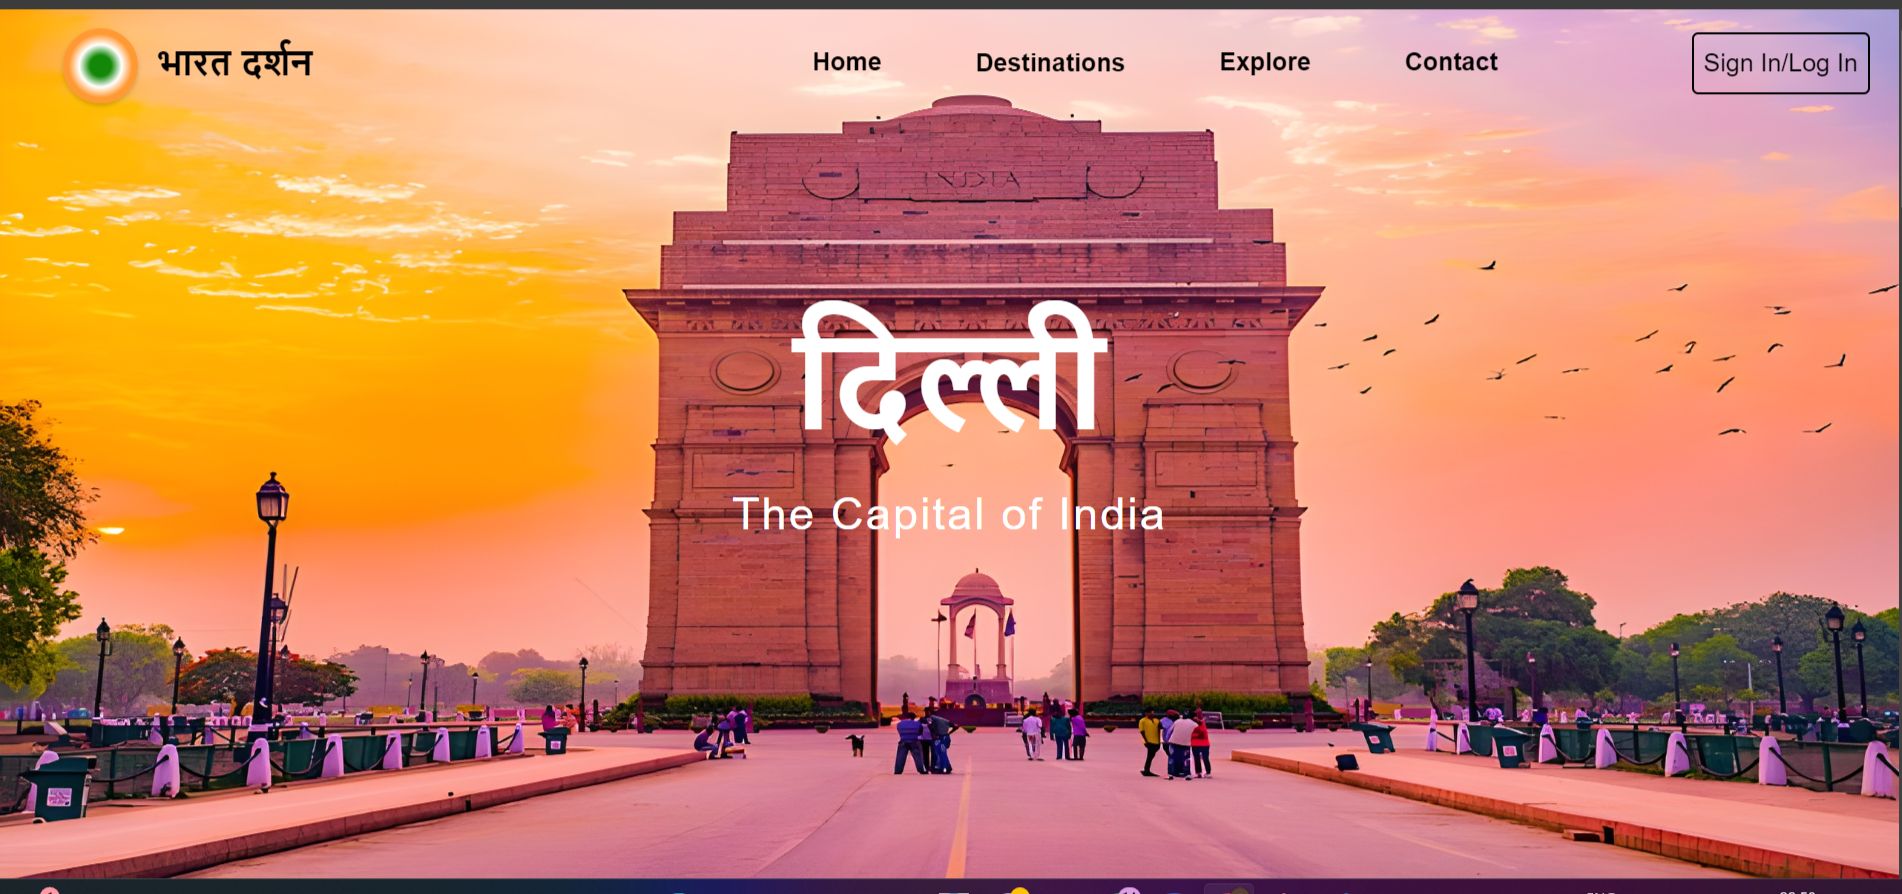 भारत दर्शन
Home
Destinations
Explore
Contact
Sign In/Log In
INDIA
दिल्ली
The Capital of India